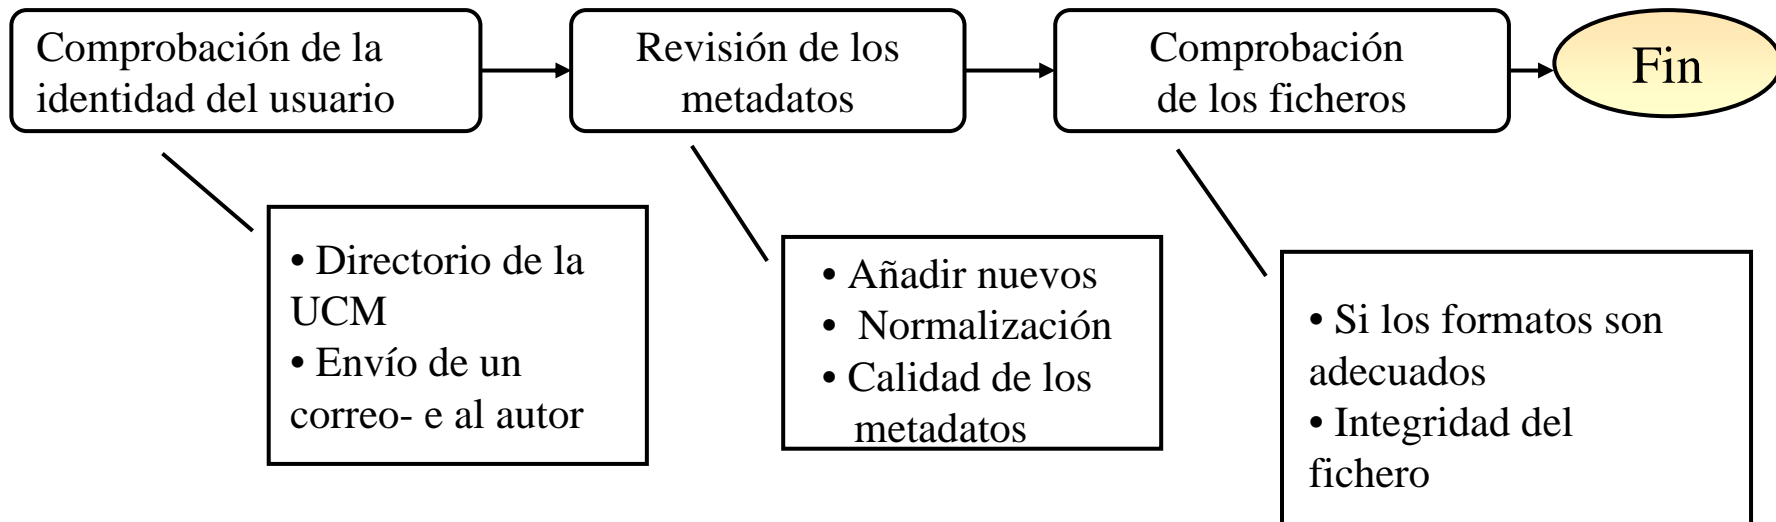 Comprobación de la
identidad del usuario
Revisión de los
metadatos
Comprobación
de los ficheros
Fin
• Directorio de la
UCM
• Envío de un
correo- e al autor
• Añadir nuevos
• Normalización
• Calidad de los
metadatos
• Si los formatos son
adecuados
• Integridad del
fichero